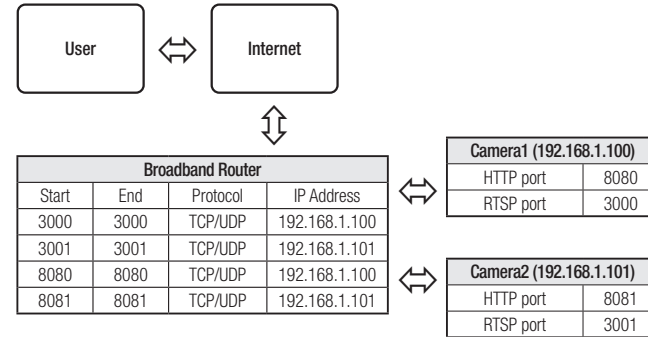 User
Internet
Broadband Router
Start End Protocol IP Address
3000 3000 TCP/UDP 192.168.1.100
3001 3001 TCP/UDP 192.168.1.101
8080 8080 TCP/UDP 192.168.1.100
8081 8081 TCP/UDP 192.168.1.101
Camera1 (192.168.1.100)
HTTP port 8080
RTSP port 3000
Camera2 (192.168.1.101)
HTTP port 8081
RTSP port 3001